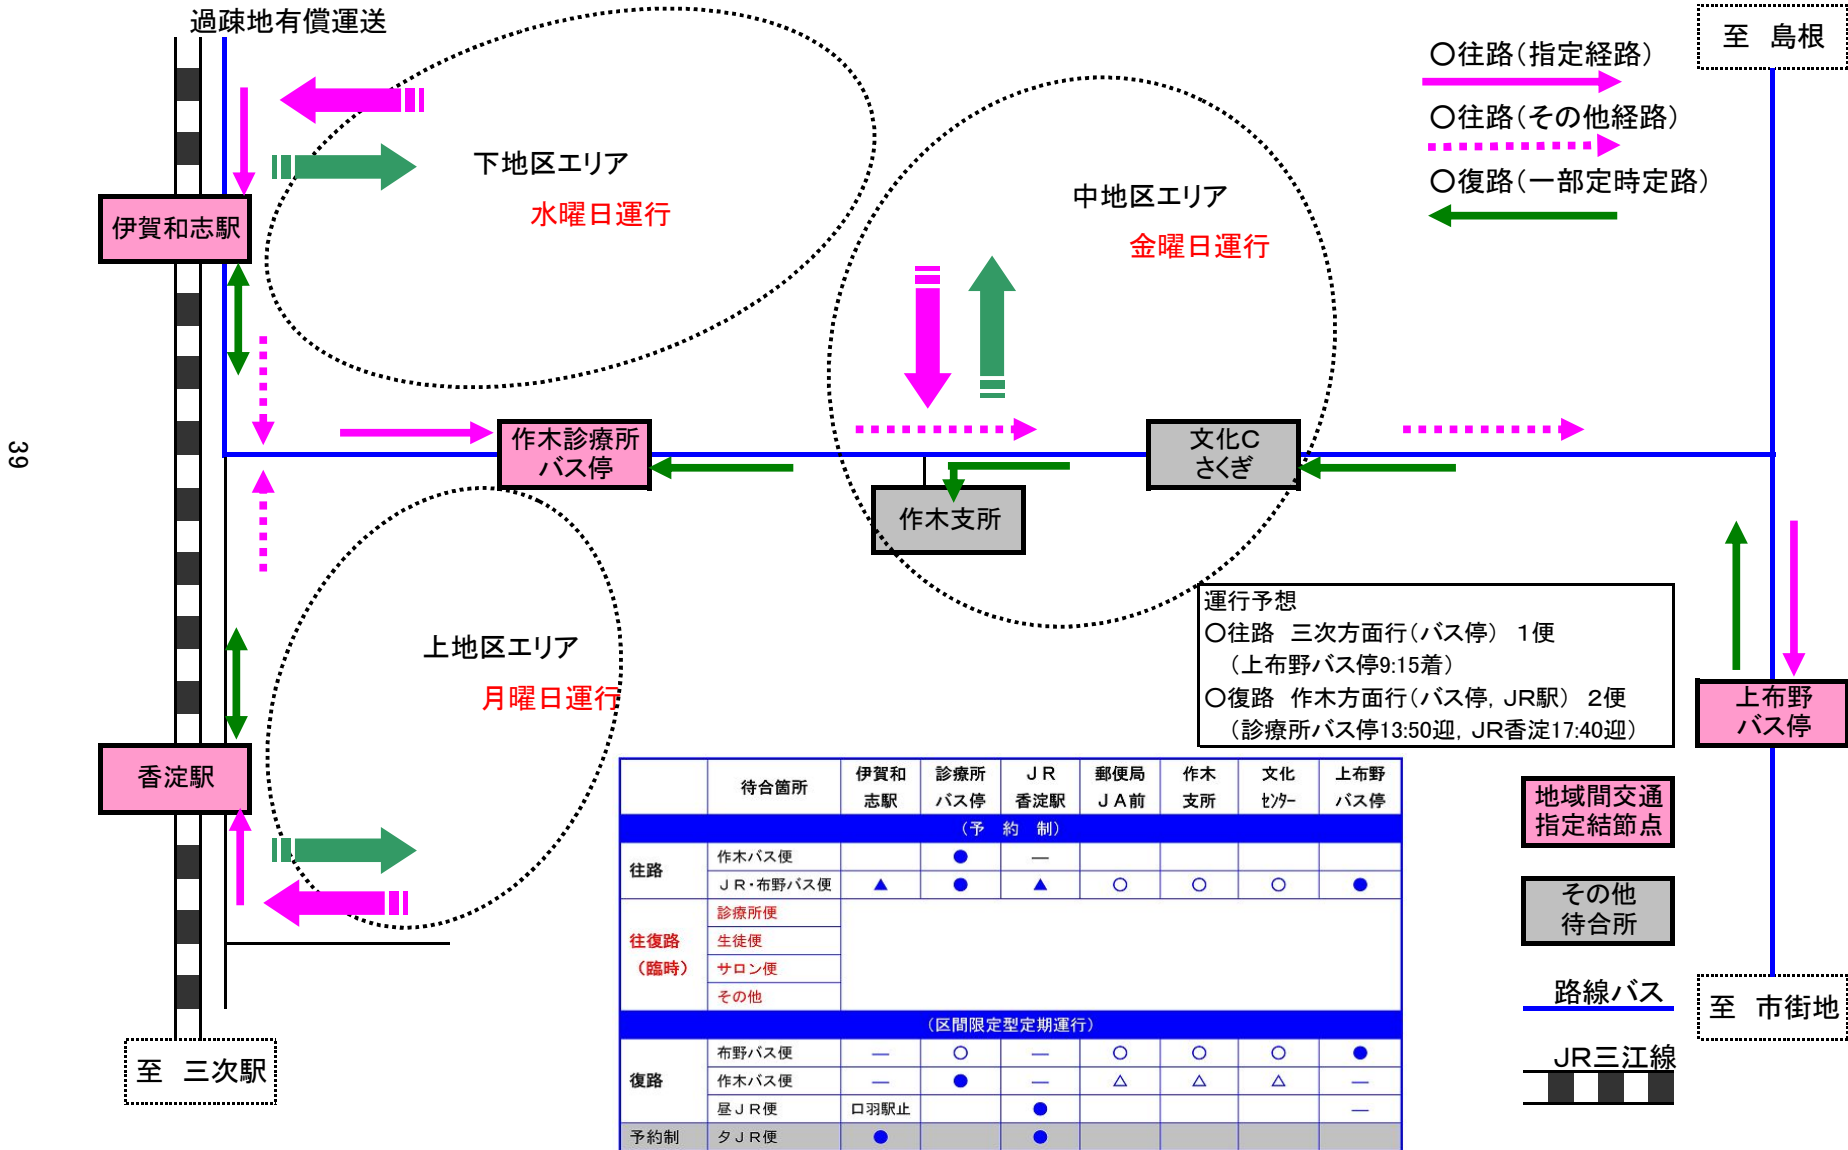 過疎地有償運送
至　島根
○往路（指定経路）
○往路（その他経路）
○復路（一部定時定路）
下地区エリア
水曜日運行
中地区エリア
金曜日運行
伊賀和志駅
作木診療所
バス停
文化C
さくぎ
作木支所
39
上地区エリア
月曜日運行
運行予想
○往路　三次方面行（バス停）　1便
（上布野バス停9:15着）
○復路　作木方面行（バス停，JR駅）　2便
（診療所バス停13:50迎，JR香淀17:40迎）
上布野
バス停
香淀駅
待合箇所　伊賀和志駅　診療所バス停　ＪＲ香淀駅　郵便局ＪＡ前　作木支所　文化ｾﾝﾀｰ　上布野バス停
（予　約　制）
往路　作木バス便　●　―
ＪＲ・布野バス便　▲　●　▲　○　○　○　●
往復路（臨時）　診療所便
生徒便
サロン便
その他
（区間限定型定期運行）
復路　布野バス便　―　○　―　○　○　○　●
作木バス便　―　●　―　△　△　△　―
昼ＪＲ便　口羽駅止　●　―
予約制　夕ＪＲ便　●　●
地域間交通
指定結節点
その他
待合所
路線バス
JR三江線
至　市街地
至　三次駅